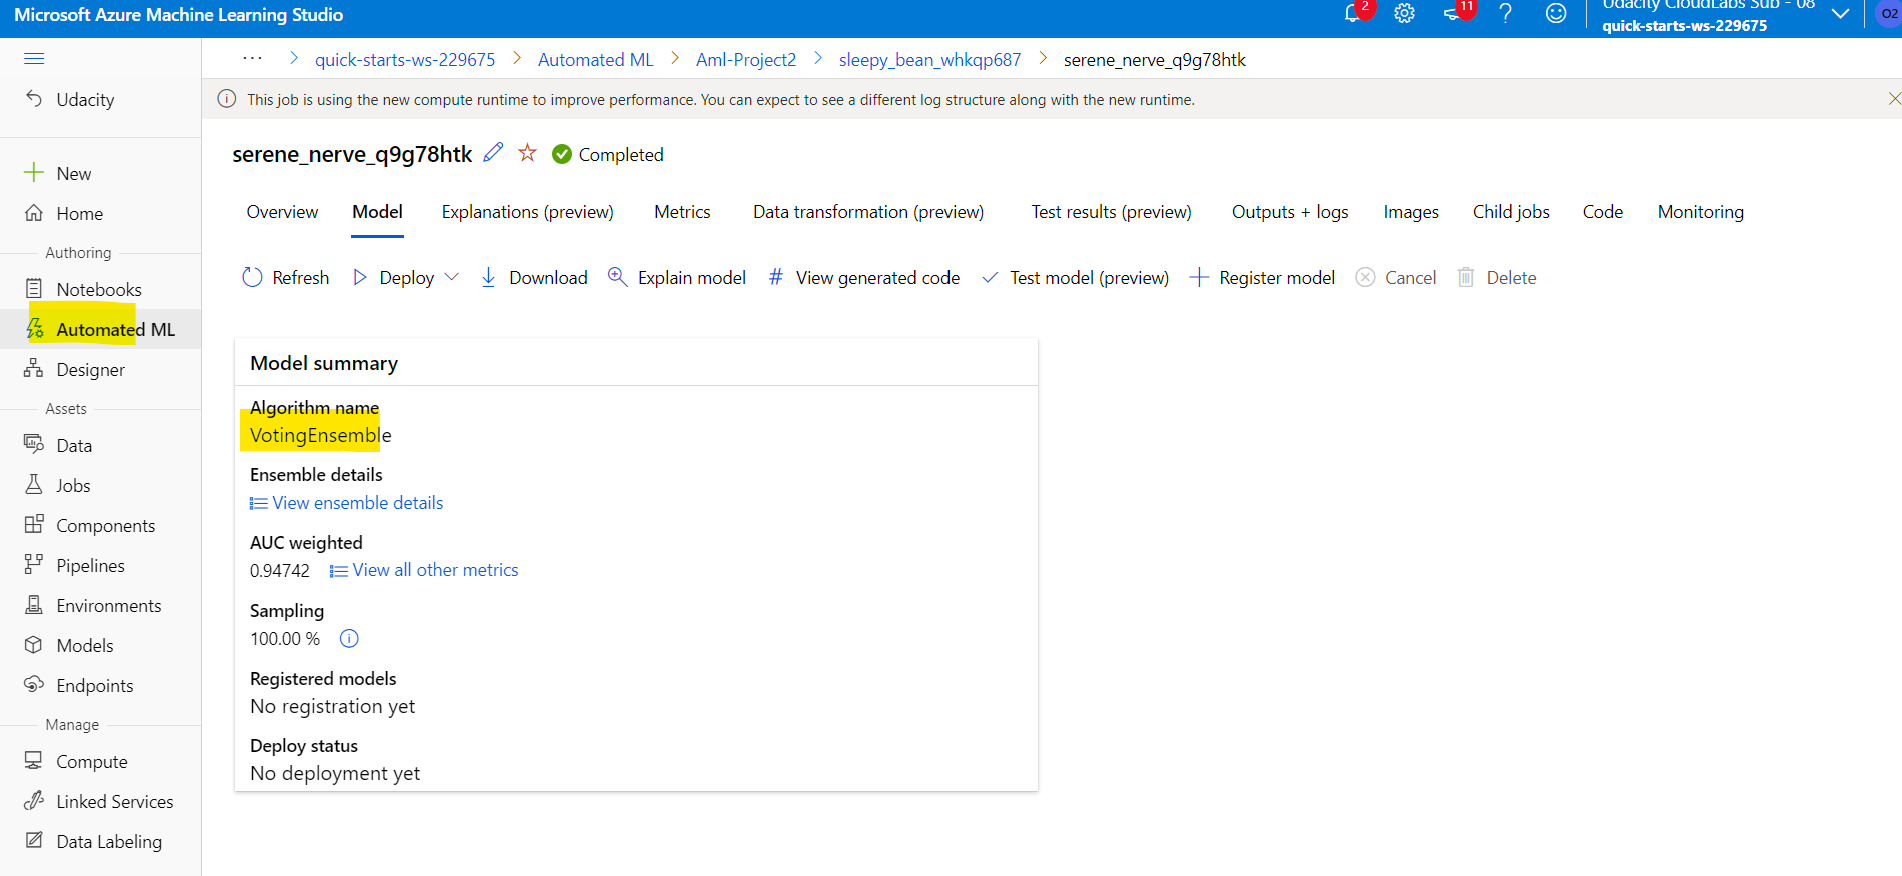 Microsoft Azure Machine Learning Studio
2
11
Udacity CloudLabs Sub - 08
quick-starts-ws-229675
O2
... > quick-starts-ws-229675 > Automated ML > Aml-Project2 > sleepy_bean_whkqp687 > serene_nerve_q9g78htk
This job is using the new compute runtime to improve performance. You can expect to see a different log structure along with the new runtime.
Udacity
New
Home
Authoring
Notebooks
Automated ML
Designer
Assets
Data
Jobs
Components
Pipelines
Environments
Models
Endpoints
Manage
Compute
Linked Services
Data Labeling
serene_nerve_q9g78htk Completed
Overview Model Explanations (preview) Metrics Data transformation (preview) Test results (preview) Outputs + logs Images Child jobs Code Monitoring
Refresh Deploy Download Explain model # View generated code Test model (preview) Register model Cancel Delete
Model summary
Algorithm name
VotingEnsemble
Ensemble details
View ensemble details
AUC weighted
0.94742 View all other metrics
Sampling
100.00 %
Registered models
No registration yet
Deploy status
No deployment yet